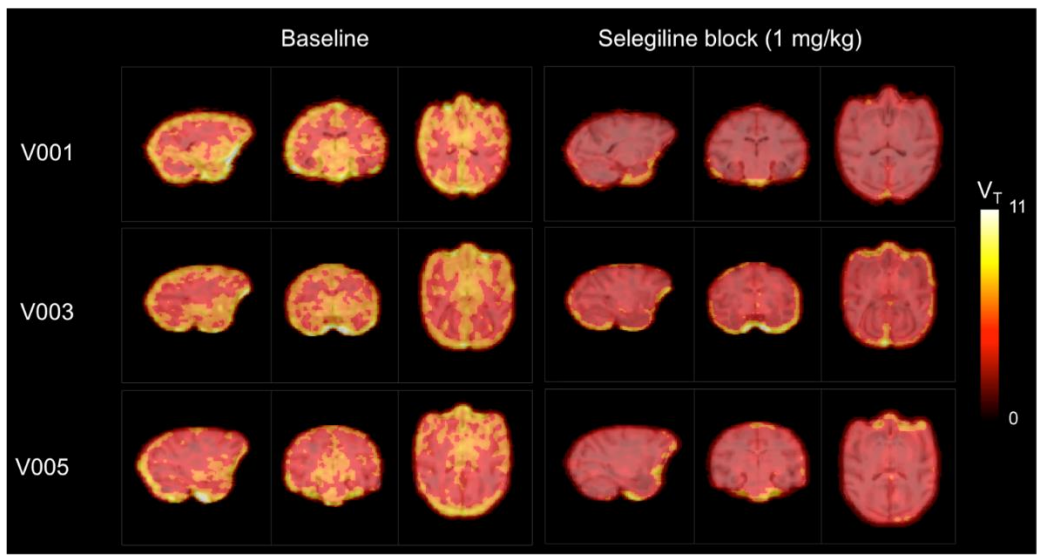 Baseline
Selegiline block (1 mg/kg)
V001
V003
V005
VT
11
0